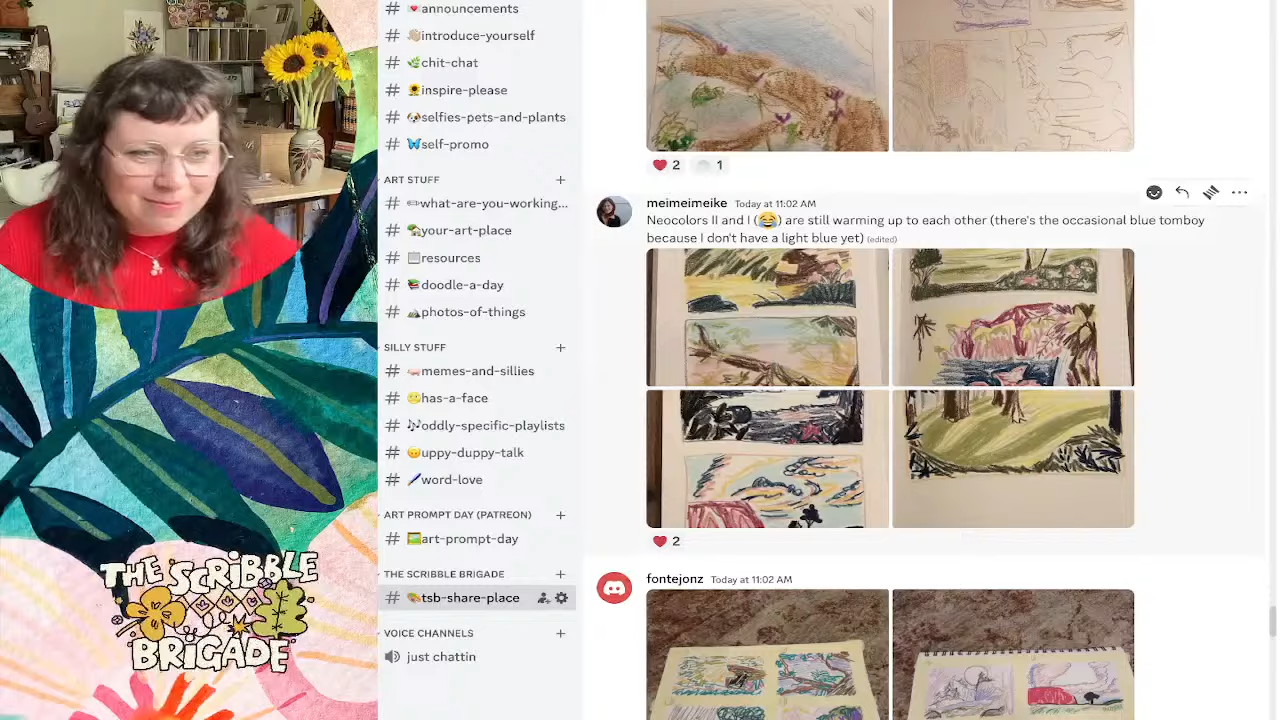 # 💌announcements
# 👋🏼introduce-yourself
# 🌿chit-chat
# 🌻inspire-please
# 🐶selfies-pets-and-plants
# 🦋self-promo
ART STUFF +
# ✏what-are-you-working...
# 🏡your-art-place
# 📋resources
# 📚doodle-a-day
# 🏔photos-of-things
SILLY STUFF +
# 🐖memes-and-sillies
# 🌝has-a-face
# 🎶oddly-specific-playlists
# 😕uppy-duppy-talk
# 🖊word-love
ART PROMPT DAY (PATREON) +
# 🖼art-prompt-day
THE SCRIBBLE BRIGADE +
# 🎨tsb-share-place
VOICE CHANNELS +
just chattin
THE SCRIBBLE
BRIGADE
❤ 2 1
meimeimeike Today at 11:02 AM
Neocolors II and I (😂) are still warming up to each other (there's the occasional blue tomboy
because I don't have a light blue yet) (edited)
❤ 2
fontejonz Today at 11:02 AM